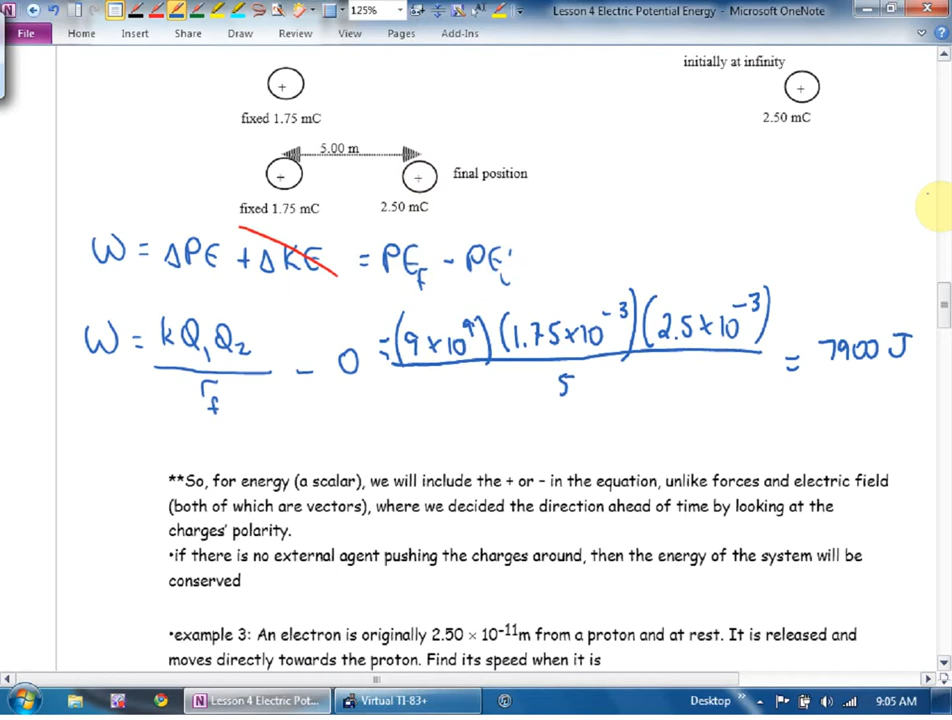 Lesson 4 Electric Potential Energy - Microsoft OneNote
125%
File Home Insert Share Draw Review View Pages Add-Ins
initially at infinity
+ +
fixed 1.75 mC 2.50 mC
5.00 m
+ + final position
fixed 1.75 mC 2.50 mC
W = ΔPE + ΔKE = PEf - PEi
W = kQ1Q2 / rf - 0 = (9 x 10^9)(1.75x10^-3)(2.5x10^-3) / 5 = 7900 J
**So, for energy (a scalar), we will include the + or – in the equation, unlike forces and electric field
(both of which are vectors), where we decided the direction ahead of time by looking at the
charges' polarity.
•if there is no external agent pushing the charges around, then the energy of the system will be
conserved
•example 3: An electron is originally 2.50 × 10^-11 m from a proton and at rest. It is released and
moves directly towards the proton. Find its speed when it is
Lesson 4 Electric Pot... Virtual TI-83+ Desktop » 9:05 AM